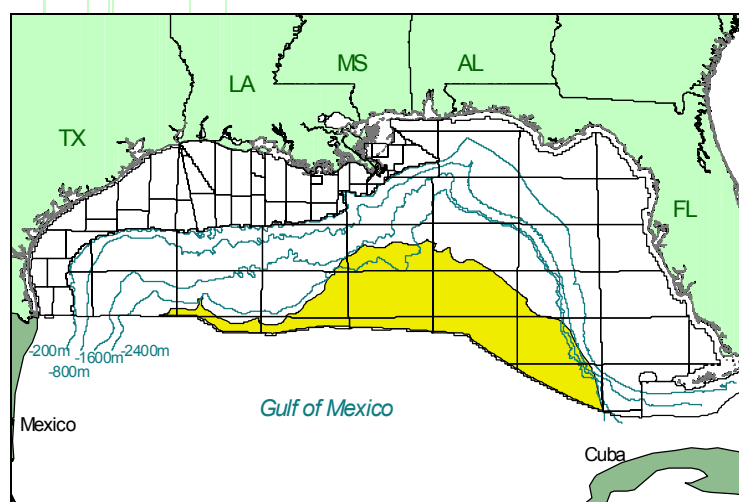 MS
AL
LA
TX
FL
-200m
-1600m
-2400m
-800m
Gulf of Mexico
Mexico
Cuba